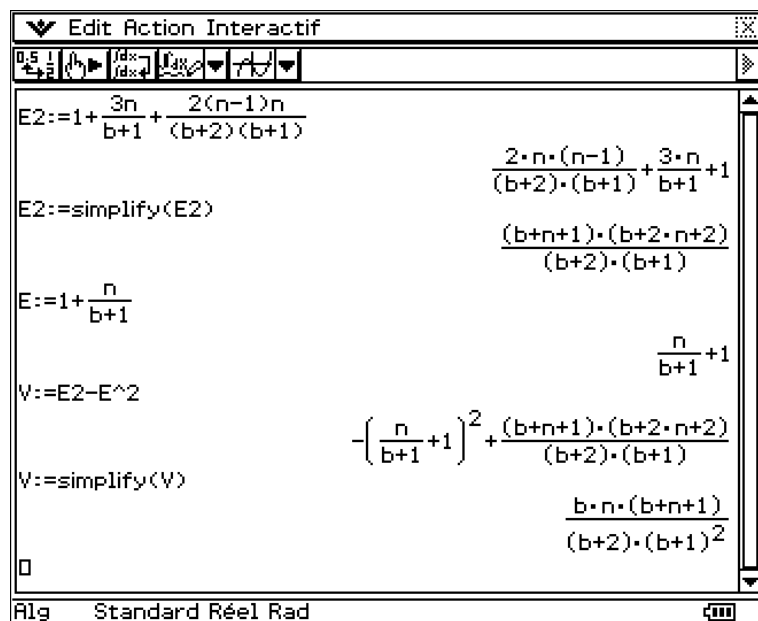 Edit Action Interactif
E2:=1+3n/(b+1)+2(n-1)n/((b+2)(b+1))
2·n·(n-1)/((b+2)·(b+1))+3·n/(b+1)+1
E2:=simplify(E2)
(b+n+1)·(b+2·n+2)/((b+2)·(b+1))
E:=1+n/(b+1)
n/(b+1)+1
V:=E2-E^2
-(n/(b+1)+1)^2+(b+n+1)·(b+2·n+2)/((b+2)·(b+1))
V:=simplify(V)
b·n·(b+n+1)/((b+2)·(b+1)^2)
Alg Standard Réel Rad